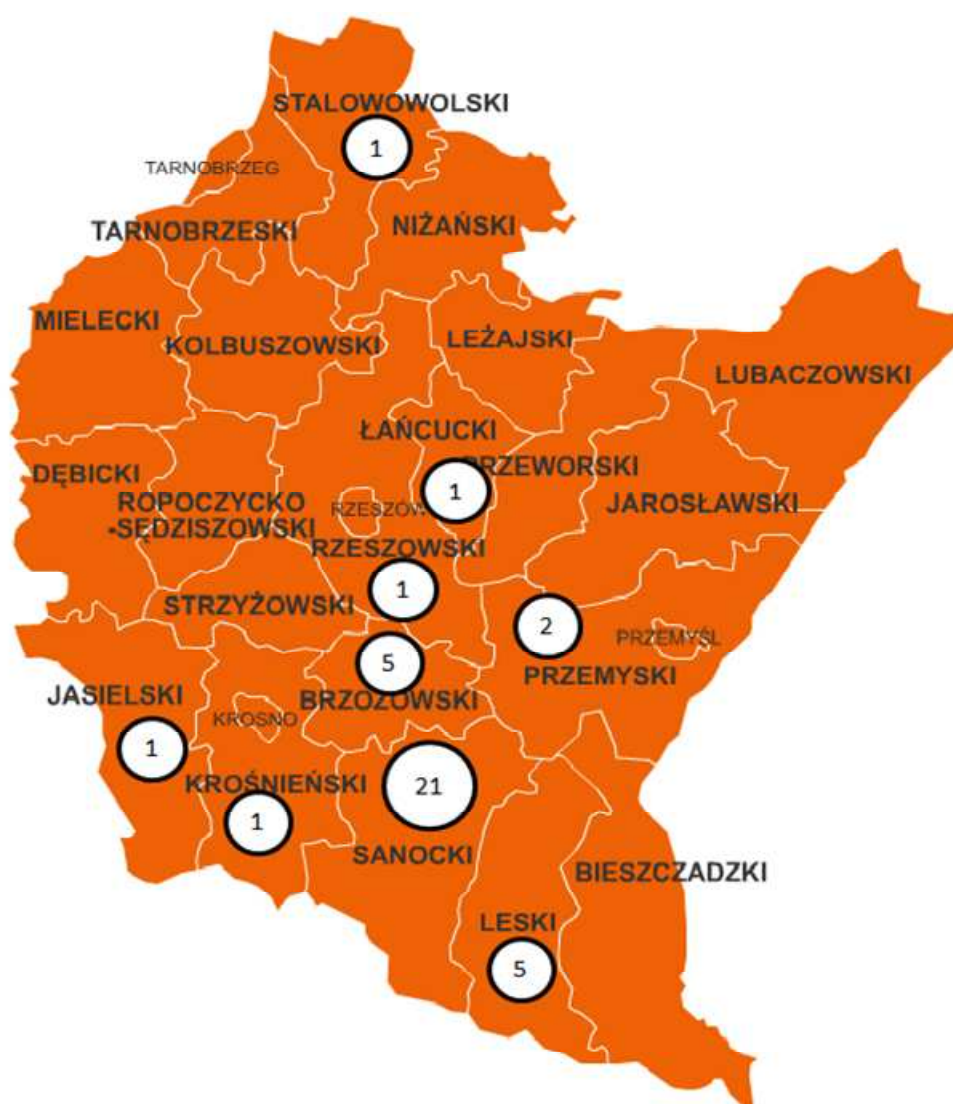 STALOWOWOLSKI
1
TARNOBRZEG
TARNOBRZESKI
NIŻAŃSKI
MIELECKI
KOLBUSZOWSKI
LEŻAJSKI
LUBACZOWSKI
ŁAŃCUCKI
DĘBICKI
ROPOCZYCKO
-SĘDZISZOWSKI
RZESZÓW
1
PRZEWORSKI
JAROSŁAWSKI
RZESZOWSKI
1
STRZYŻOWSKI
2
PRZEMYŚL
PRZEMYSKI
5
BRZOZOWSKI
JASIELSKI
1
KROSNO
KROŚNIEŃSKI
1
21
SANOCKI
BIESZCZADZKI
LESKI
5